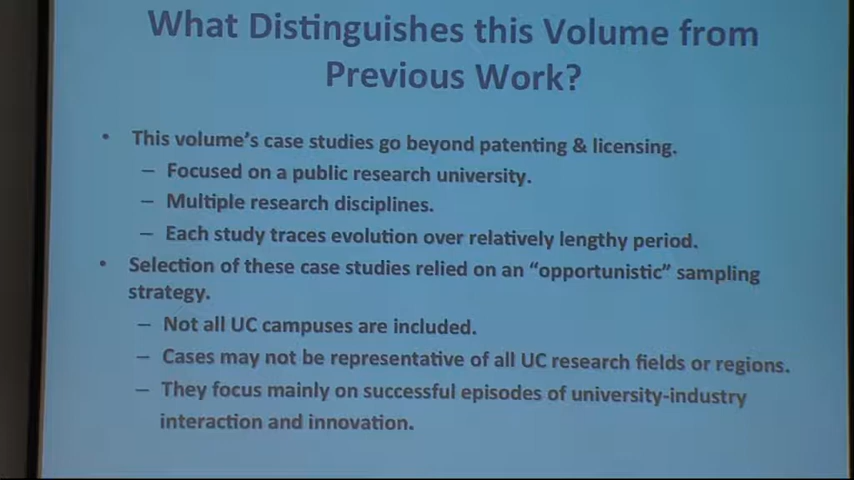 What Distinguishes this Volume from
Previous Work?
• This volume's case studies go beyond patenting & licensing.
– Focused on a public research university.
– Multiple research disciplines.
– Each study traces evolution over relatively lengthy period.
• Selection of these case studies relied on an "opportunistic" sampling
strategy.
– Not all UC campuses are included.
– Cases may not be representative of all UC research fields or regions.
– They focus mainly on successful episodes of university-industry
interaction and innovation.